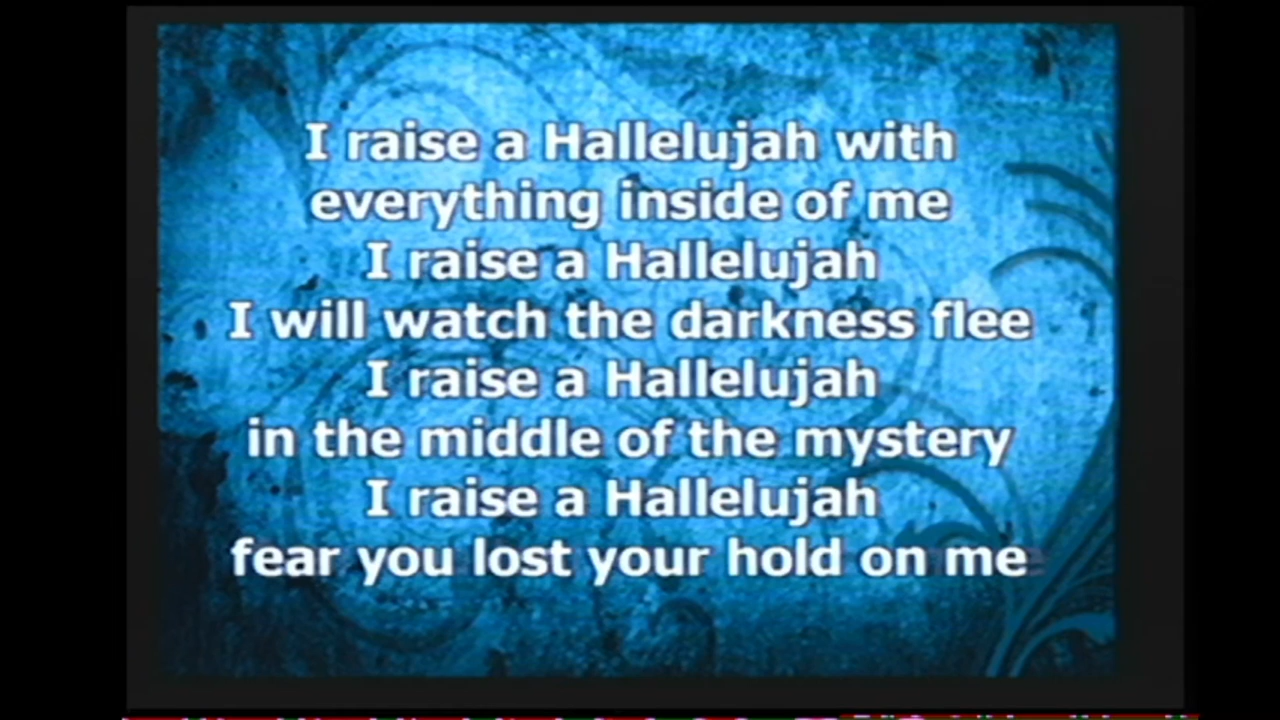 I raise a Hallelujah with
everything inside of me
I raise a Hallelujah
I will watch the darkness flee
I raise a Hallelujah
in the middle of the mystery
I raise a Hallelujah
fear you lost your hold on me